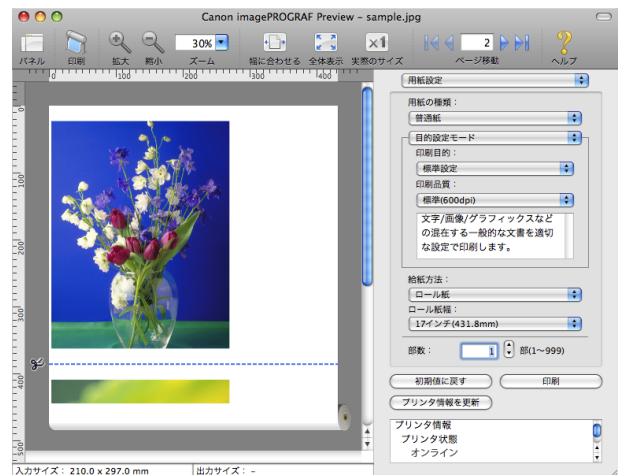 Canon imagePROGRAF Preview - sample.jpg
30%
2
パネル 印刷 拡大 縮小 ズーム 幅に合わせる 全体表示 実際のサイズ ページ移動 ヘルプ
0 100 200 300 400
0
100
200
300
400
500
用紙設定
用紙の種類：
普通紙
目的設定モード
印刷目的：
標準設定
印刷品質：
標準(600dpi)
文字/画像/グラフィックスなど
の混在する一般的な文書を適切
な設定で印刷します。
給紙方法：
ロール紙
ロール紙幅：
17インチ(431.8mm)
部数： 1 部(1〜999)
初期値に戻す 印刷
プリンタ情報を更新
プリンタ情報
プリンタ状態
オンライン
入力サイズ： 210.0 x 297.0 mm 出力サイズ： -